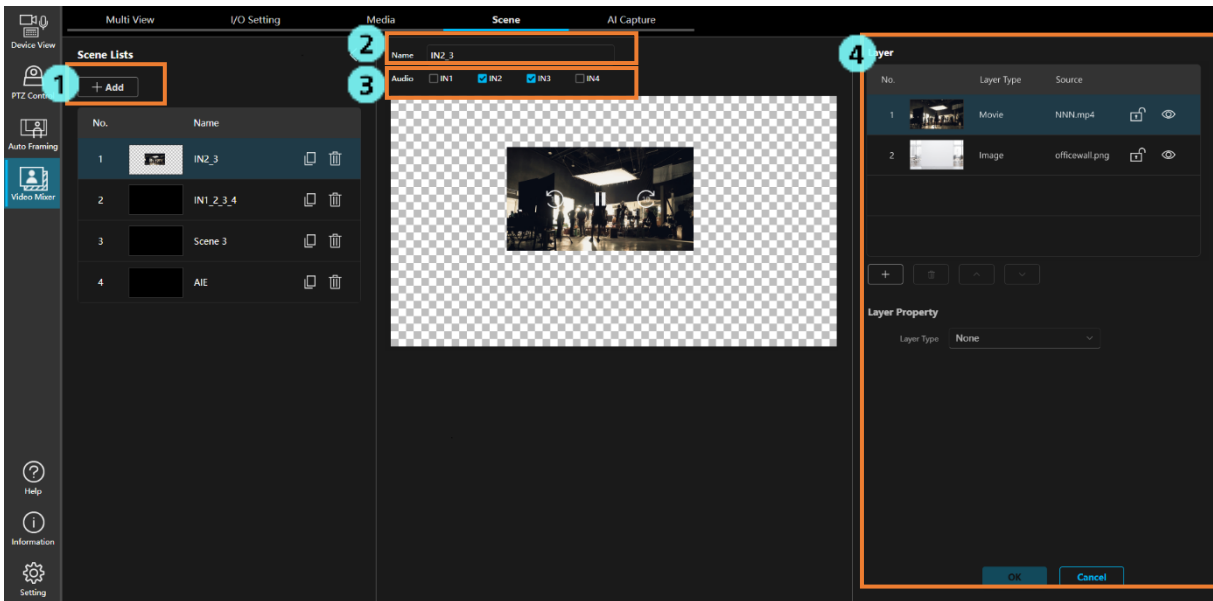 Device View
PTZ Cont
Auto Framing
Video Mixer
Help
Information
Setting
Multi View
I/O Setting
Media
Scene
AI Capture
Scene Lists
1
+ Add
No. Name
1 IN2_3
2 IN1_2_3_4
3 Scene 3
4 AIE
2
Name IN2_3
3
Audio IN1 IN2 IN3 IN4
4
ayer
No. Layer Type Source
1 Movie NNN.mp4
2 Image officewall.png
+
Layer Property
Layer Type None
OK Cancel